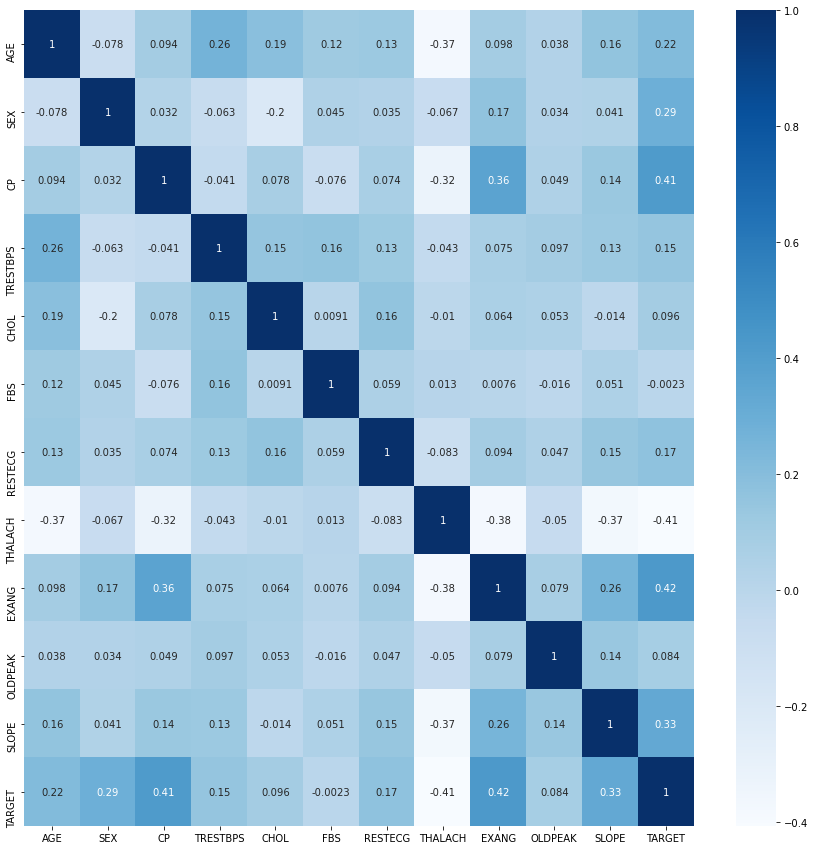 AGE 1 -0.078 0.094 0.26 0.19 0.12 0.13 -0.37 0.098 0.038 0.16 0.22
SEX -0.078 1 0.032 -0.063 -0.2 0.045 0.035 -0.067 0.17 0.034 0.041 0.29
CP 0.094 0.032 1 -0.041 0.078 -0.076 0.074 -0.32 0.36 0.049 0.14 0.41
TRESTBPS 0.26 -0.063 -0.041 1 0.15 0.16 0.13 -0.043 0.075 0.097 0.13 0.15
CHOL 0.19 -0.2 0.078 0.15 1 0.0091 0.16 -0.01 0.064 0.053 -0.014 0.096
FBS 0.12 0.045 -0.076 0.16 0.0091 1 0.059 0.013 0.0076 -0.016 0.051 -0.0023
RESTECG 0.13 0.035 0.074 0.13 0.16 0.059 1 -0.083 0.094 0.047 0.15 0.17
THALACH -0.37 -0.067 -0.32 -0.043 -0.01 0.013 -0.083 1 -0.38 -0.05 -0.37 -0.41
EXANG 0.098 0.17 0.36 0.075 0.064 0.0076 0.094 -0.38 1 0.079 0.26 0.42
OLDPEAK 0.038 0.034 0.049 0.097 0.053 -0.016 0.047 -0.05 0.079 1 0.14 0.084
SLOPE 0.16 0.041 0.14 0.13 -0.014 0.051 0.15 -0.37 0.26 0.14 1 0.33
TARGET 0.22 0.29 0.41 0.15 0.096 -0.0023 0.17 -0.41 0.42 0.084 0.33 1
AGE SEX CP TRESTBPS CHOL FBS RESTECG THALACH EXANG OLDPEAK SLOPE TARGET
1.0
0.8
0.6
0.4
0.2
0.0
−0.2
−0.4